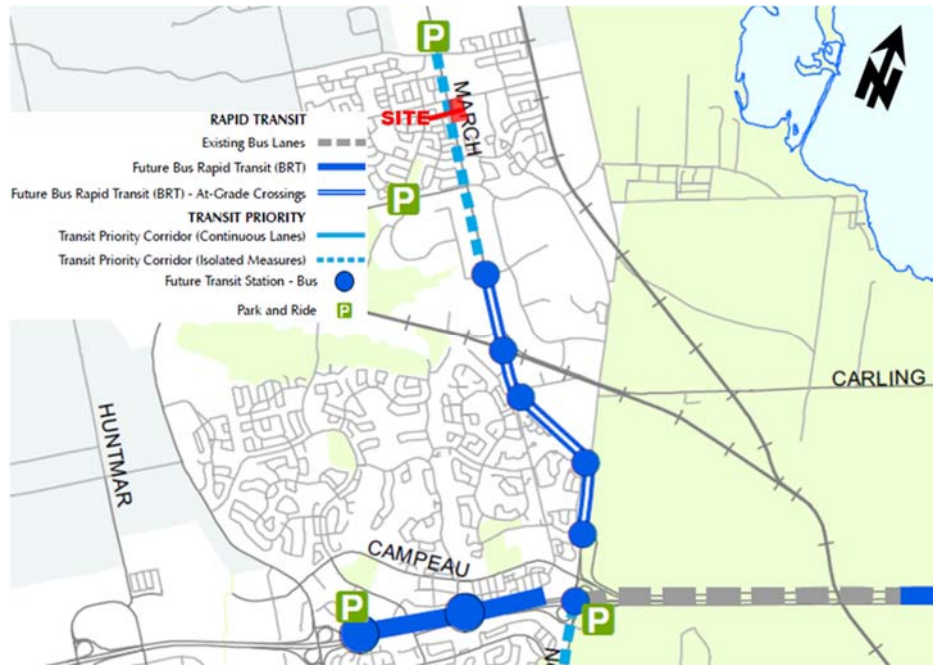 P
MARCH
SITE
RAPID TRANSIT
Existing Bus Lanes
Future Bus Rapid Transit (BRT)
Future Bus Rapid Transit (BRT) - At-Grade Crossings
TRANSIT PRIORITY
Transit Priority Corridor (Continuous Lanes)
Transit Priority Corridor (Isolated Measures)
Future Transit Station - Bus
Park and Ride P
P
N
CARLING
HUNTMAR
CAMPEAU
P
P